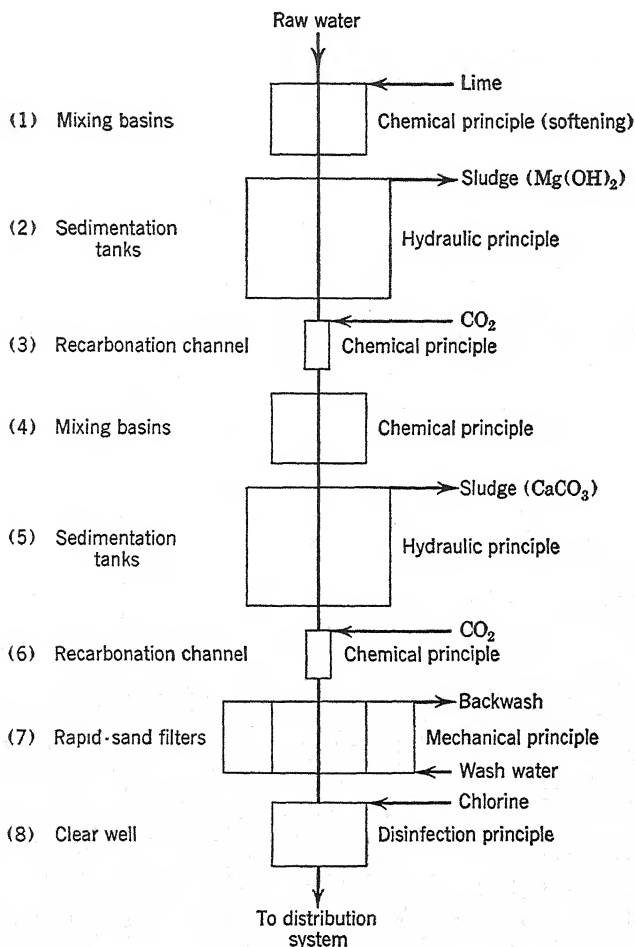 Raw water
Lime
(1) Mixing basins
Chemical principle (softening)
Sludge (Mg(OH)₂)
(2) Sedimentation
tanks
Hydraulic principle
CO₂
(3) Recarbonation channel
Chemical principle
(4) Mixing basins
Chemical principle
Sludge (CaCO₃)
(5) Sedimentation
tanks
Hydraulic principle
CO₂
(6) Recarbonation channel
Chemical principle
Backwash
(7) Rapid-sand filters
Mechanical principle
Wash water
Chlorine
(8) Clear well
Disinfection principle
To distribution
system